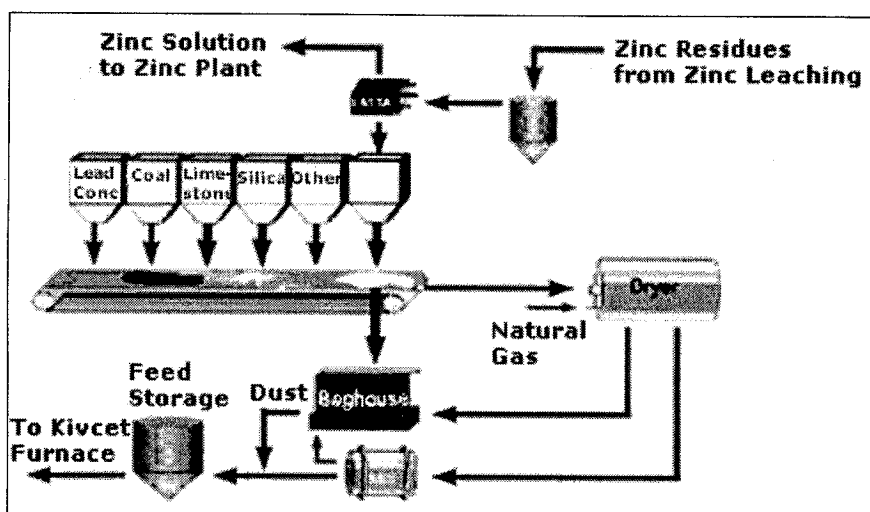 Zinc Solution
to Zinc Plant
Zinc Residues
from Zinc Leaching
Lead
Conc
Coal
Lime-
stone
Silica
Other
Dryer
Natural
Gas
Feed
Storage
Dust
Baghouse
To Kivcet
Furnace